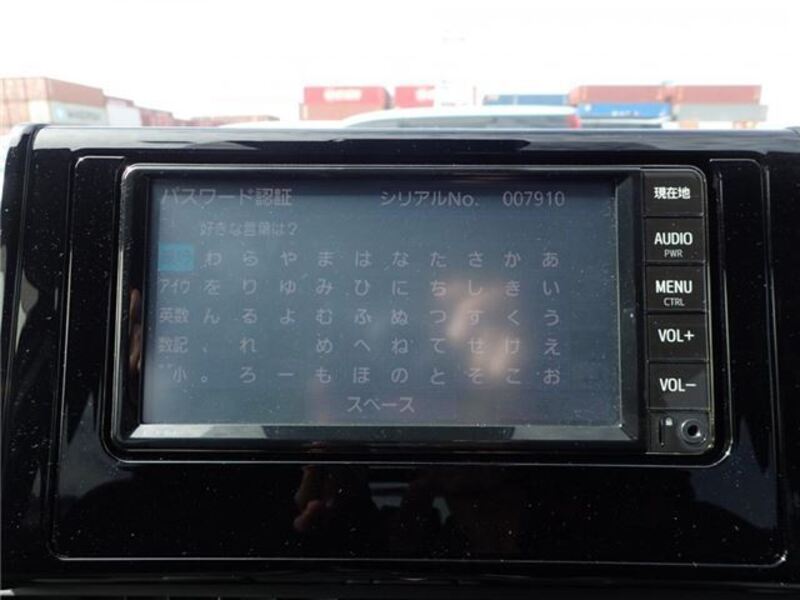 パスワード認証 シリアルNo. 007910
好きな言葉は?
わ ら や ま は な た さ か あ
アイウ を り ゆ み ひ に ち し き い
英数 ん る よ む ふ ぬ つ す く う
数記 、 れ め へ ね て せ け え
小 。 ろ ー も ほ の と そ こ お
スペース
現在地
AUDIO
PWR
MENU
CTRL
VOL+
VOL-